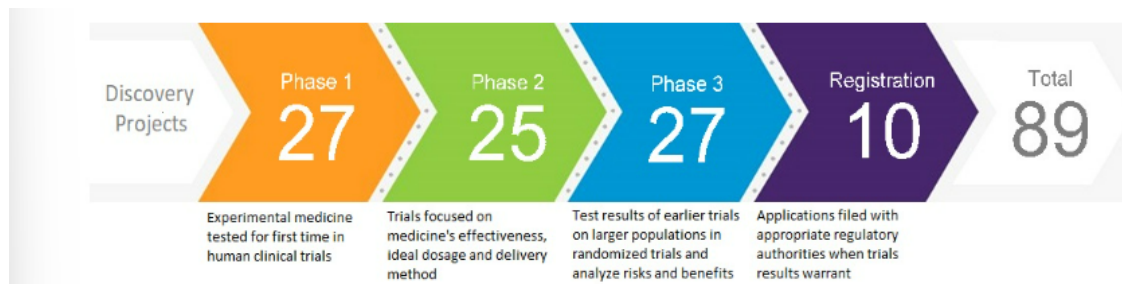 Discovery
Projects
Phase 1
27
Phase 2
25
Phase 3
27
Registration
10
Total
89
Experimental medicine
tested for first time in
human clinical trials
Trials focused on
medicine's effectiveness,
ideal dosage and delivery
method
Test results of earlier trials
on larger populations in
randomized trials and
analyze risks and benefits
Applications filed with
appropriate regulatory
authorities when trials
results warrant